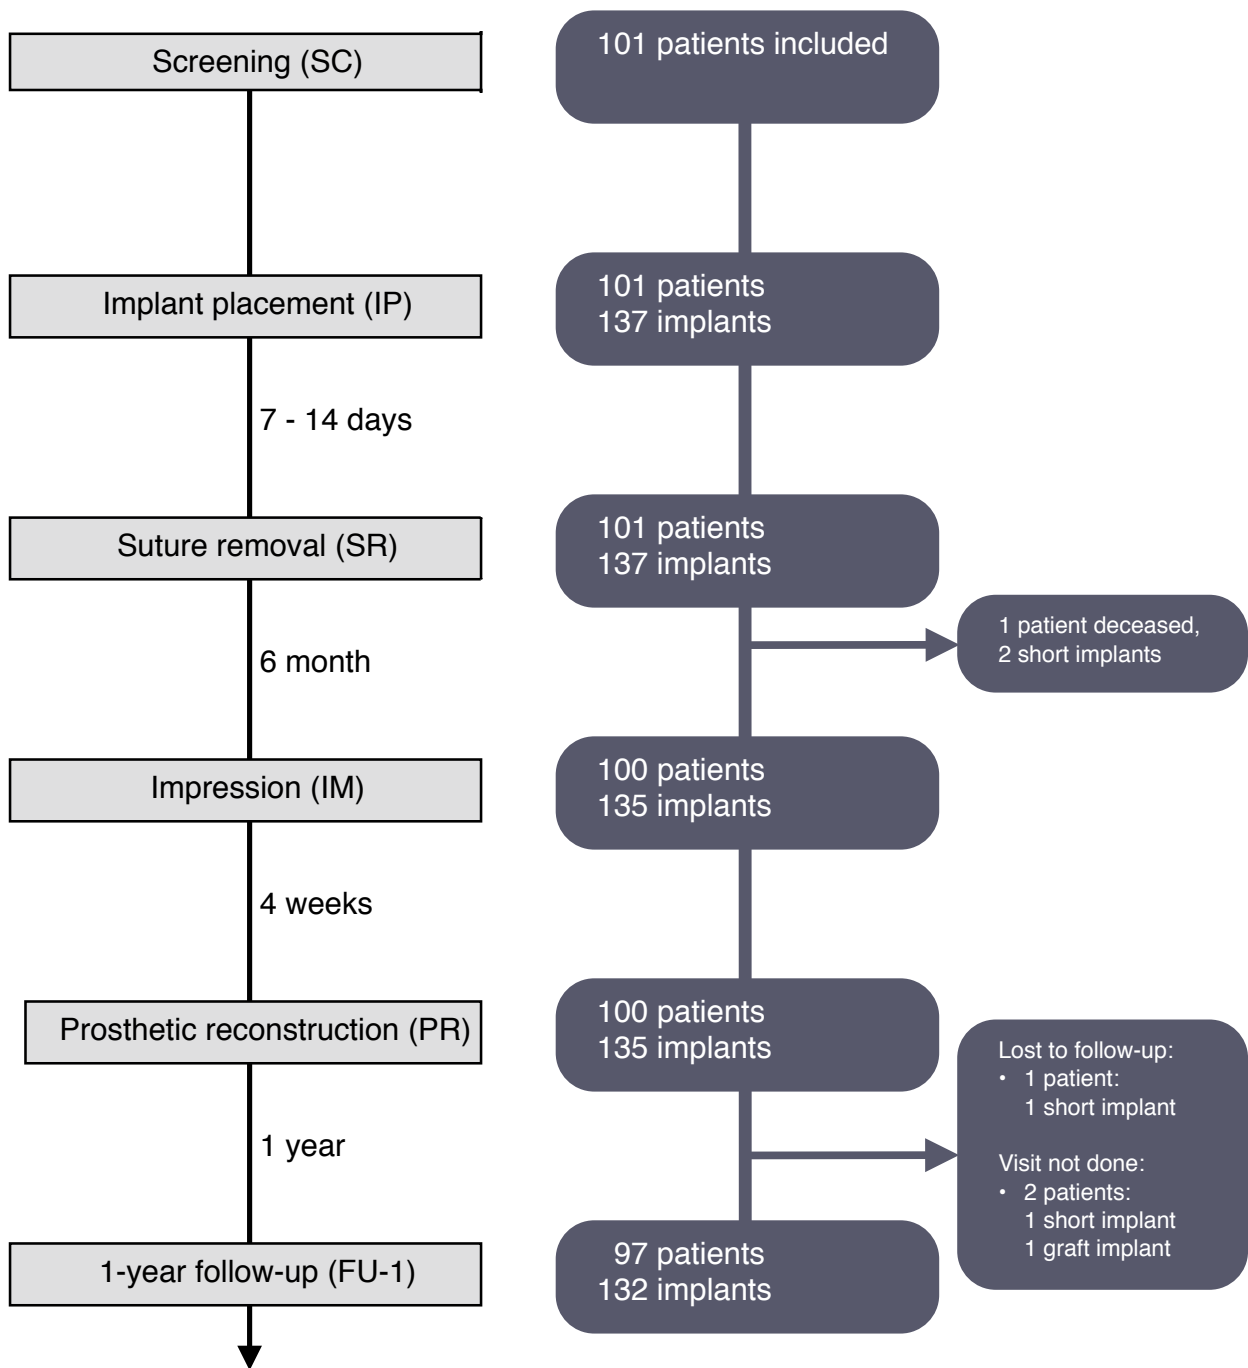 Screening (SC)
101 patients included
Implant placement (IP)
101 patients
137 implants
7 - 14 days
Suture removal (SR)
101 patients
137 implants
1 patient deceased,
2 short implants
6 month
Impression (IM)
100 patients
135 implants
4 weeks
Prosthetic reconstruction (PR)
100 patients
135 implants
Lost to follow-up:
• 1 patient:
1 short implant
Visit not done:
• 2 patients:
1 short implant
1 graft implant
1 year
1-year follow-up (FU-1)
97 patients
132 implants